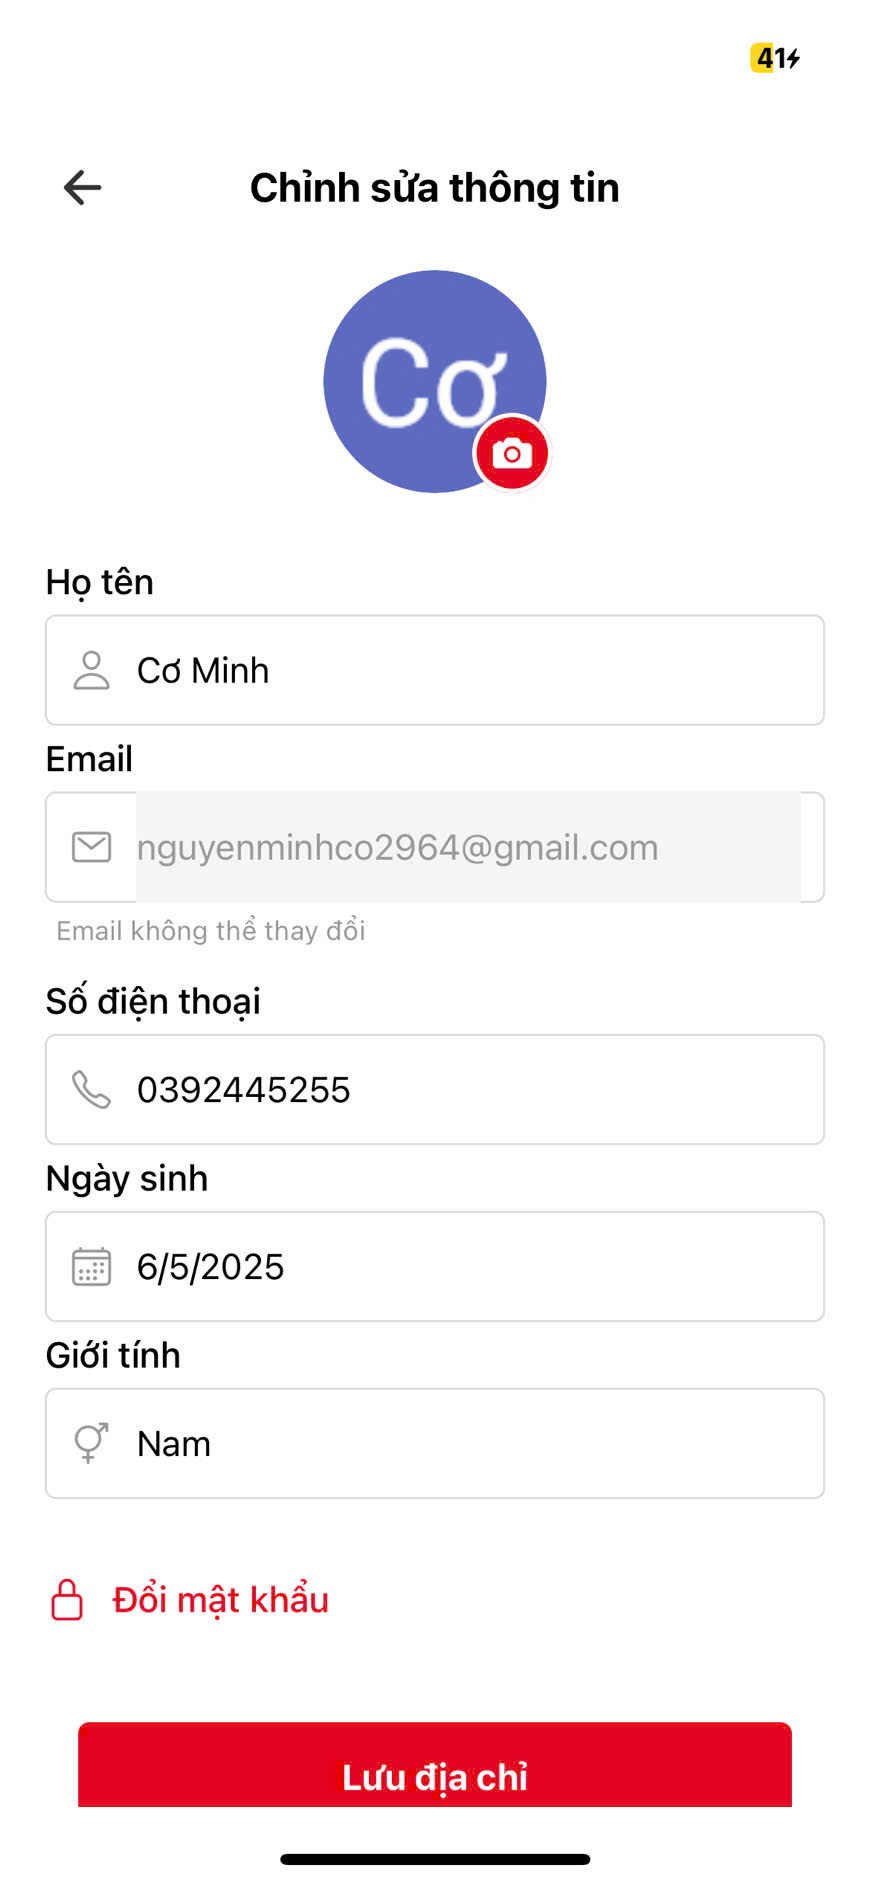 41
Chỉnh sửa thông tin
Cơ
Họ tên
Cơ Minh
Email
nguyenminhco2964@gmail.com
Email không thể thay đổi
Số điện thoại
0392445255
Ngày sinh
6/5/2025
Giới tính
Nam
Đổi mật khẩu
Lưu địa chỉ